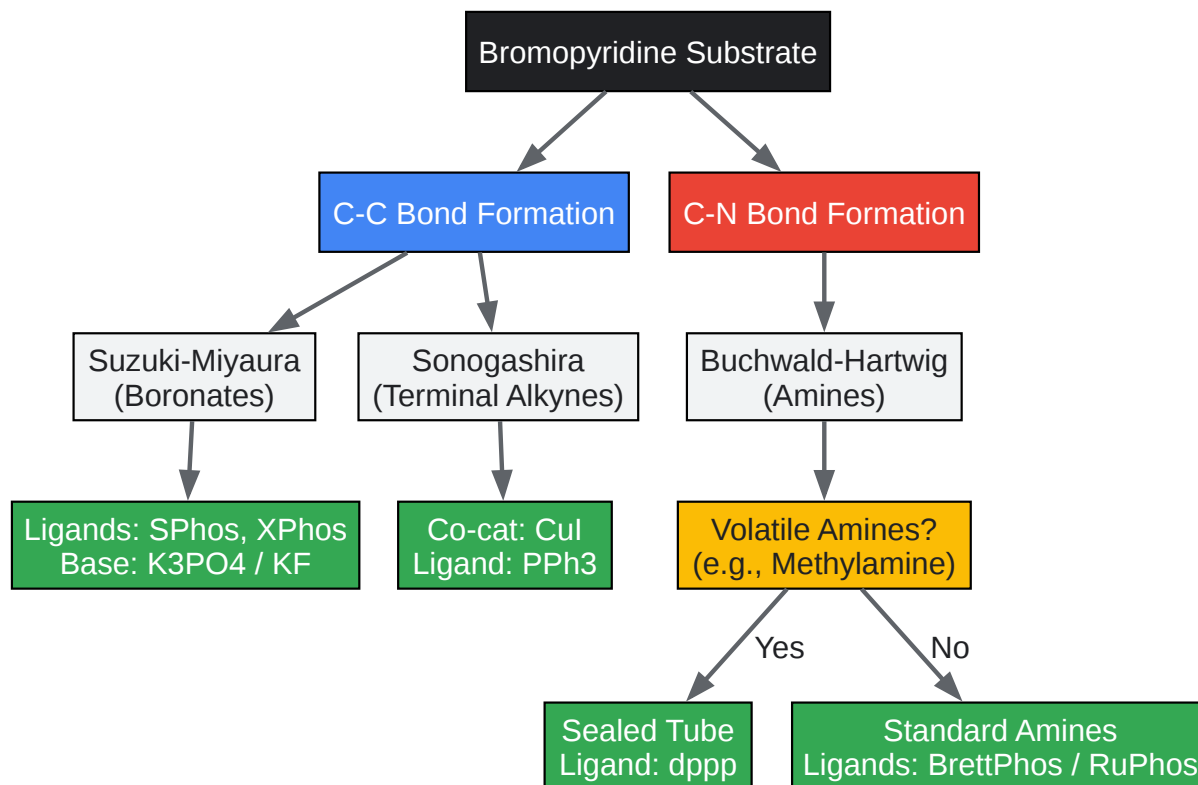 Bromopyridine Substrate
C-C Bond Formation
C-N Bond Formation
Suzuki-Miyaura
(Boronates)
Sonogashira
(Terminal Alkynes)
Buchwald-Hartwig
(Amines)
Ligands: SPhos, XPhos
Base: K3PO4 / KF
Co-cat: CuI
Ligand: PPh3
Volatile Amines?
(e.g., Methylamine)
Yes
No
Sealed Tube
Ligand: dppp
Standard Amines
Ligands: BrettPhos / RuPhos